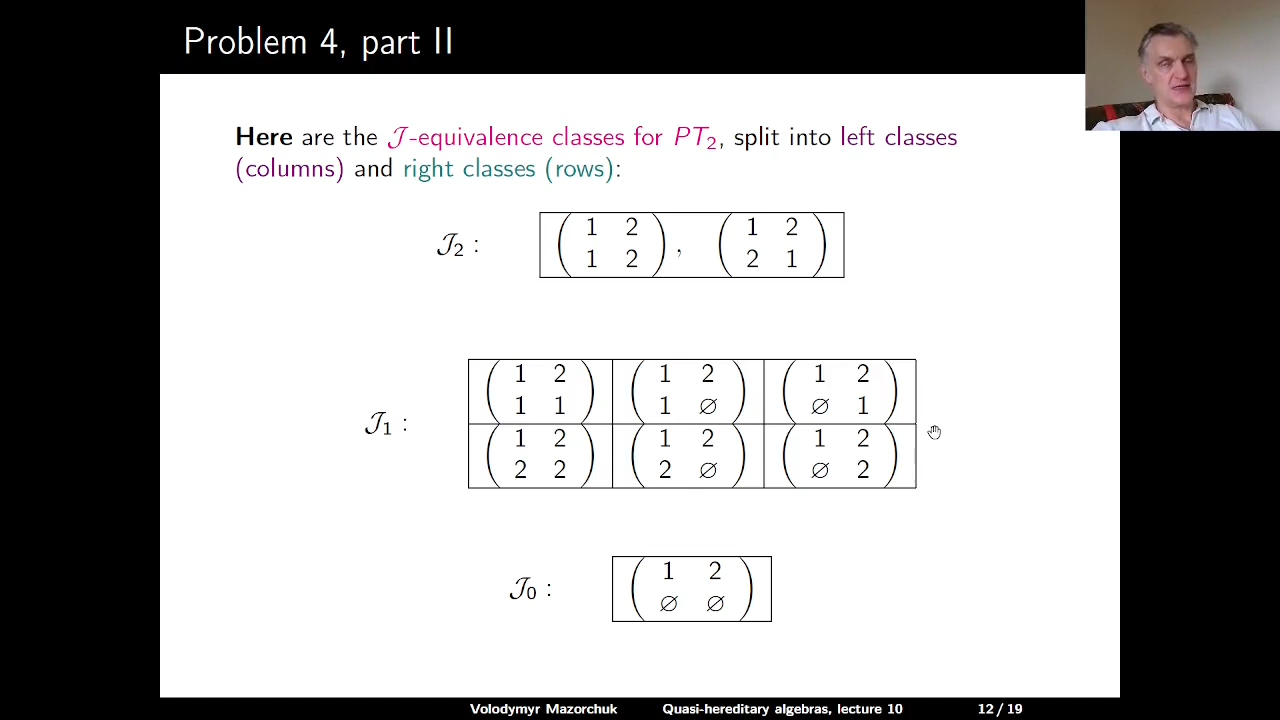 Problem 4, part II
Here are the 𝒥-equivalence classes for PT₂, split into left classes
(columns) and right classes (rows):
𝒥₂ : ( 1 2 ) , ( 1 2 )
( 1 2 ) ( 2 1 )
𝒥₁ : ( 1 2 ) ( 1 2 ) ( 1 2 )
( 1 1 ) ( 1 ∅ ) ( ∅ 1 )
( 1 2 ) ( 1 2 ) ( 1 2 )
( 2 2 ) ( 2 ∅ ) ( ∅ 2 )
𝒥₀ : ( 1 2 )
( ∅ ∅ )
Volodymyr Mazorchuk Quasi-hereditary algebras, lecture 10 12 / 19